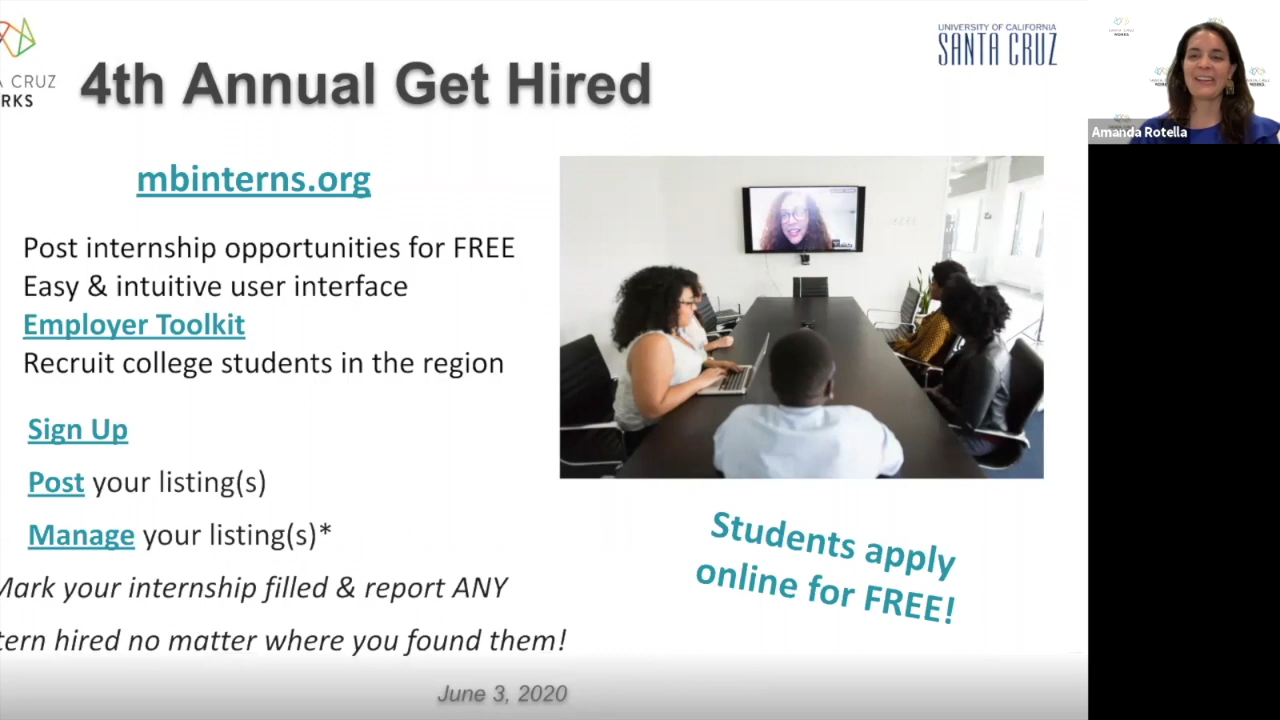 A CRUZ
RKS
4th Annual Get Hired
UNIVERSITY OF CALIFORNIA
SANTA CRUZ
Amanda Rotella
mbinterns.org
Post internship opportunities for FREE
Easy & intuitive user interface
Employer Toolkit
Recruit college students in the region
Sign Up
Post your listing(s)
Manage your listing(s)*
Mark your internship filled & report ANY
tern hired no matter where you found them!
Students apply
online for FREE!
June 3, 2020